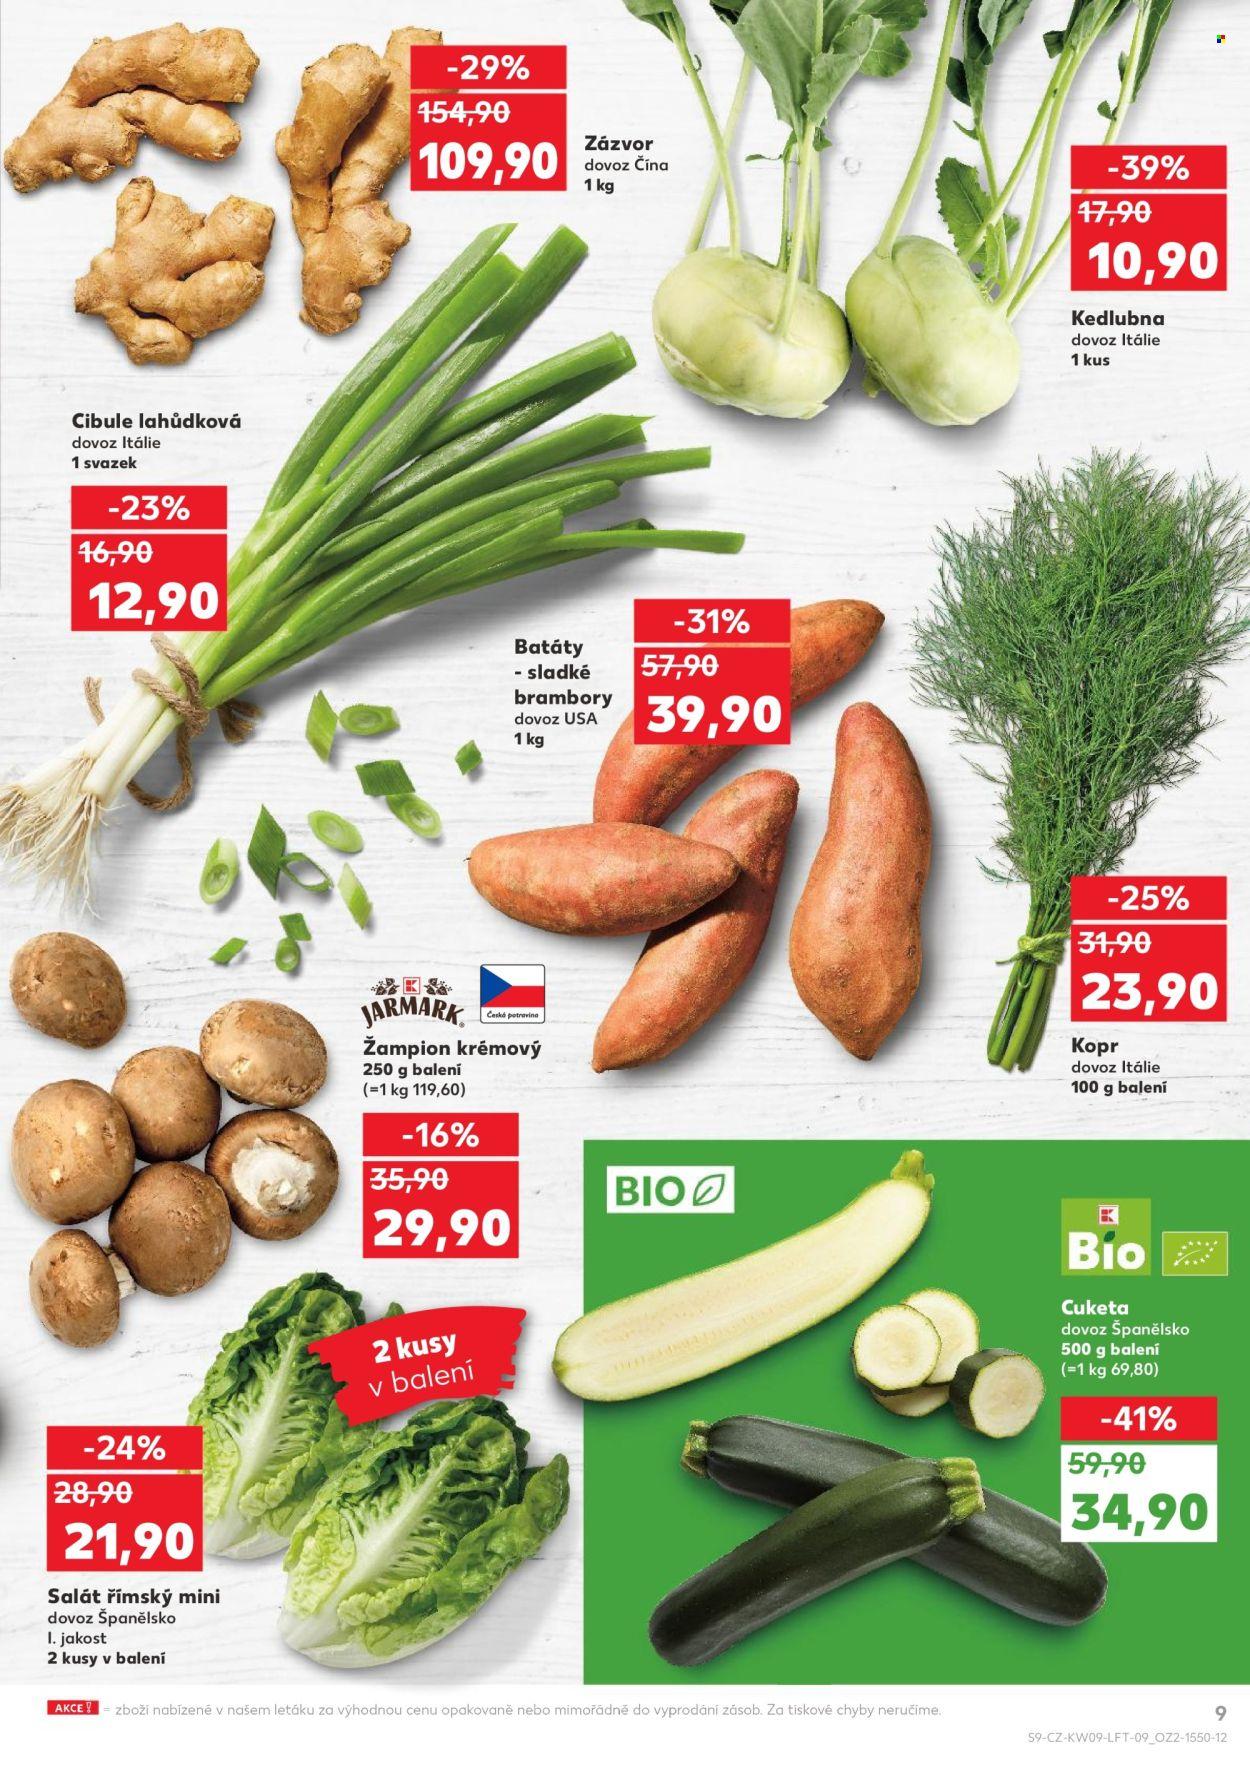 -29%
154,90
109,90
Zázvor
dovoz Čína
1 kg
-39%
17,90
10,90
Kedlubna
dovoz Itálie
1 kus
Cibule lahůdková
dovoz Itálie
1 svazek
-23%
16,90
12,90
Batáty
- sladké
brambory
dovoz USA
1 kg
-31%
57,90
39,90
-25%
31,90
23,90
Kopr
dovoz Itálie
100 g balení
K
JARMARK
Česká potravina
Žampion krémový
250 g balení
(=1 kg 119,60)
-16%
35,90
29,90
2 kusy
v balení
-24%
28,90
21,90
Salát římský mini
dovoz Španělsko
I. jakost
2 kusy v balení
BIO
K
Bio
Cuketa
dovoz Španělsko
500 g balení
(=1 kg 69,80)
-41%
59,90
34,90
AKCE! = zboží nabízené v našem letáku za výhodnou cenu opakovaně nebo mimořádně do vyprodání zásob. Za tiskové chyby neručíme.
9
S9-CZ-KW09-LFT-09_OZ2-1550-12